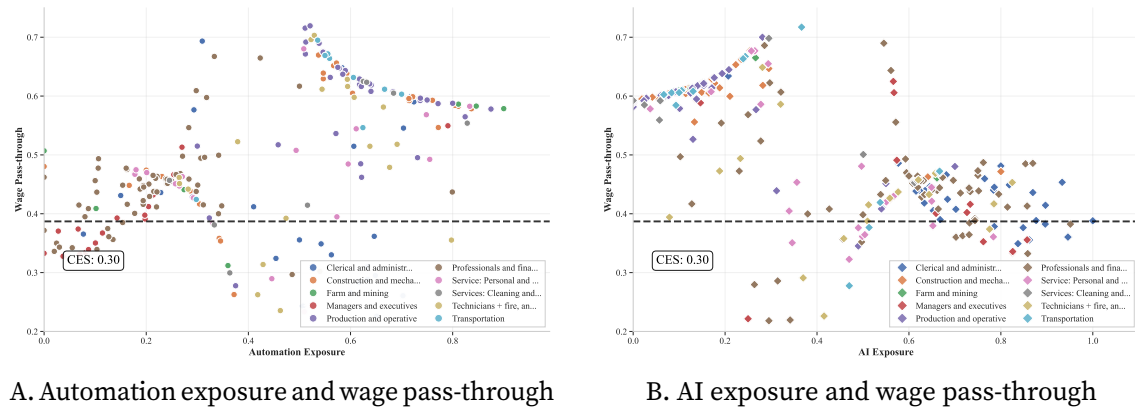 0.7
0.6
0.5
0.4
0.3
0.2
Wage Pass-through
CES: 0.30
Clerical and administr...
Construction and mecha...
Farm and mining
Managers and executives
Production and operative
Professionals and fina...
Service: Personal and ...
Services: Cleaning and...
Technicians + fire, an...
Transportation
0.0 0.2 0.4 0.6 0.8
Automation Exposure
A. Automation exposure and wage pass-through
0.7
0.6
0.5
0.4
0.3
0.2
Wage Pass-through
CES: 0.30
Clerical and administr...
Construction and mecha...
Farm and mining
Managers and executives
Production and operative
Professionals and fina...
Service: Personal and ...
Services: Cleaning and...
Technicians + fire, an...
Transportation
0.0 0.2 0.4 0.6 0.8 1.0
AI Exposure
B. AI exposure and wage pass-through